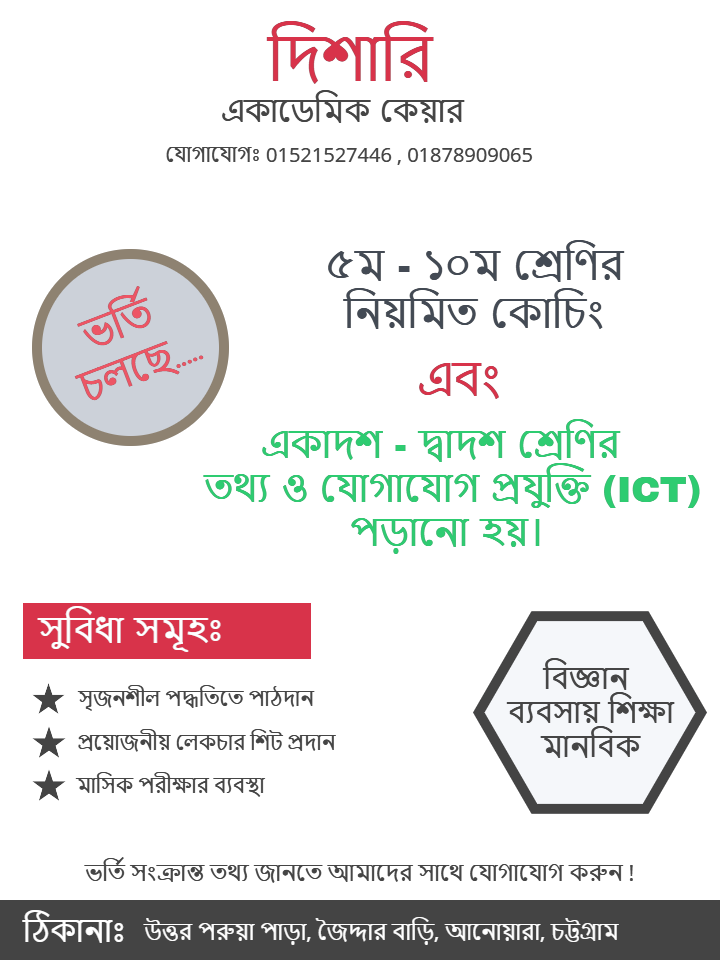 দিশারি
একাডেমিক কেয়ার
যোগাযোগঃ 01521527446 , 01878909065
ভর্তি
চলছে.....
৫ম - ১০ম শ্রেণির
নিয়মিত কোচিং
এবং
একাদশ - দ্বাদশ শ্রেণির
তথ্য ও যোগাযোগ প্রযুক্তি (ICT)
পড়ানো হয়।
সুবিধা সমূহঃ
সৃজনশীল পদ্ধতিতে পাঠদান
প্রয়োজনীয় লেকচার শিট প্রদান
মাসিক পরীক্ষার ব্যবস্থা
বিজ্ঞান
ব্যবসায় শিক্ষা
মানবিক
ভর্তি সংক্রান্ত তথ্য জানতে আমাদের সাথে যোগাযোগ করুন !
ঠিকানাঃ উত্তর পরুয়া পাড়া, জৈদ্দার বাড়ি, আনোয়ারা, চট্টগ্রাম